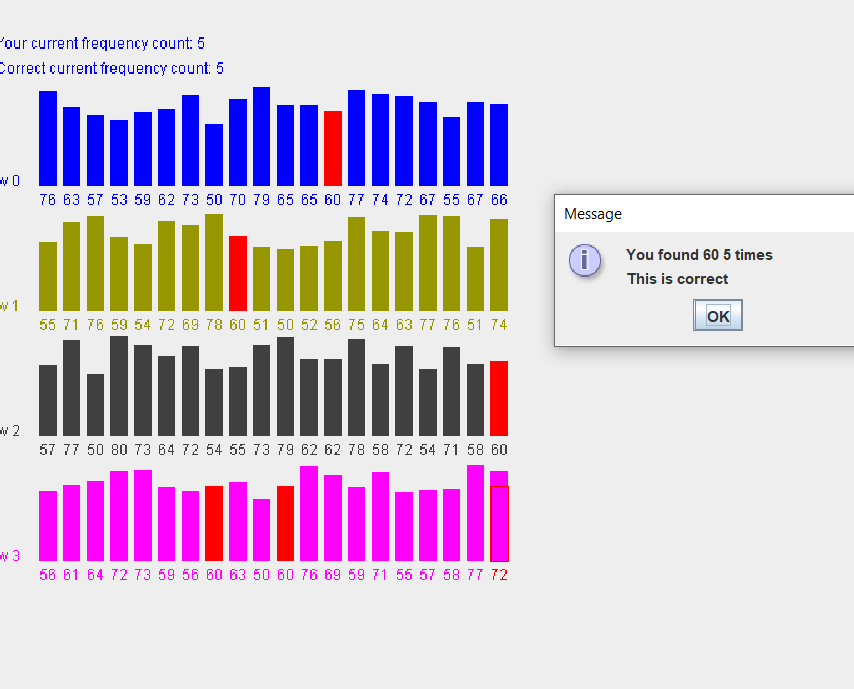 Your current frequency count: 5
Correct current frequency count: 5
w 0
76 63 57 53 59 62 73 50 70 79 65 65 60 77 74 72 67 55 67 66
w 1
55 71 76 59 54 72 69 78 60 51 50 52 56 75 64 63 77 76 51 74
w 2
57 77 50 80 73 64 72 54 55 73 79 62 62 78 58 72 54 71 58 60
w 3
56 61 64 72 73 59 56 60 63 50 60 76 69 59 71 55 57 58 77 72
Message
You found 60 5 times
This is correct
OK